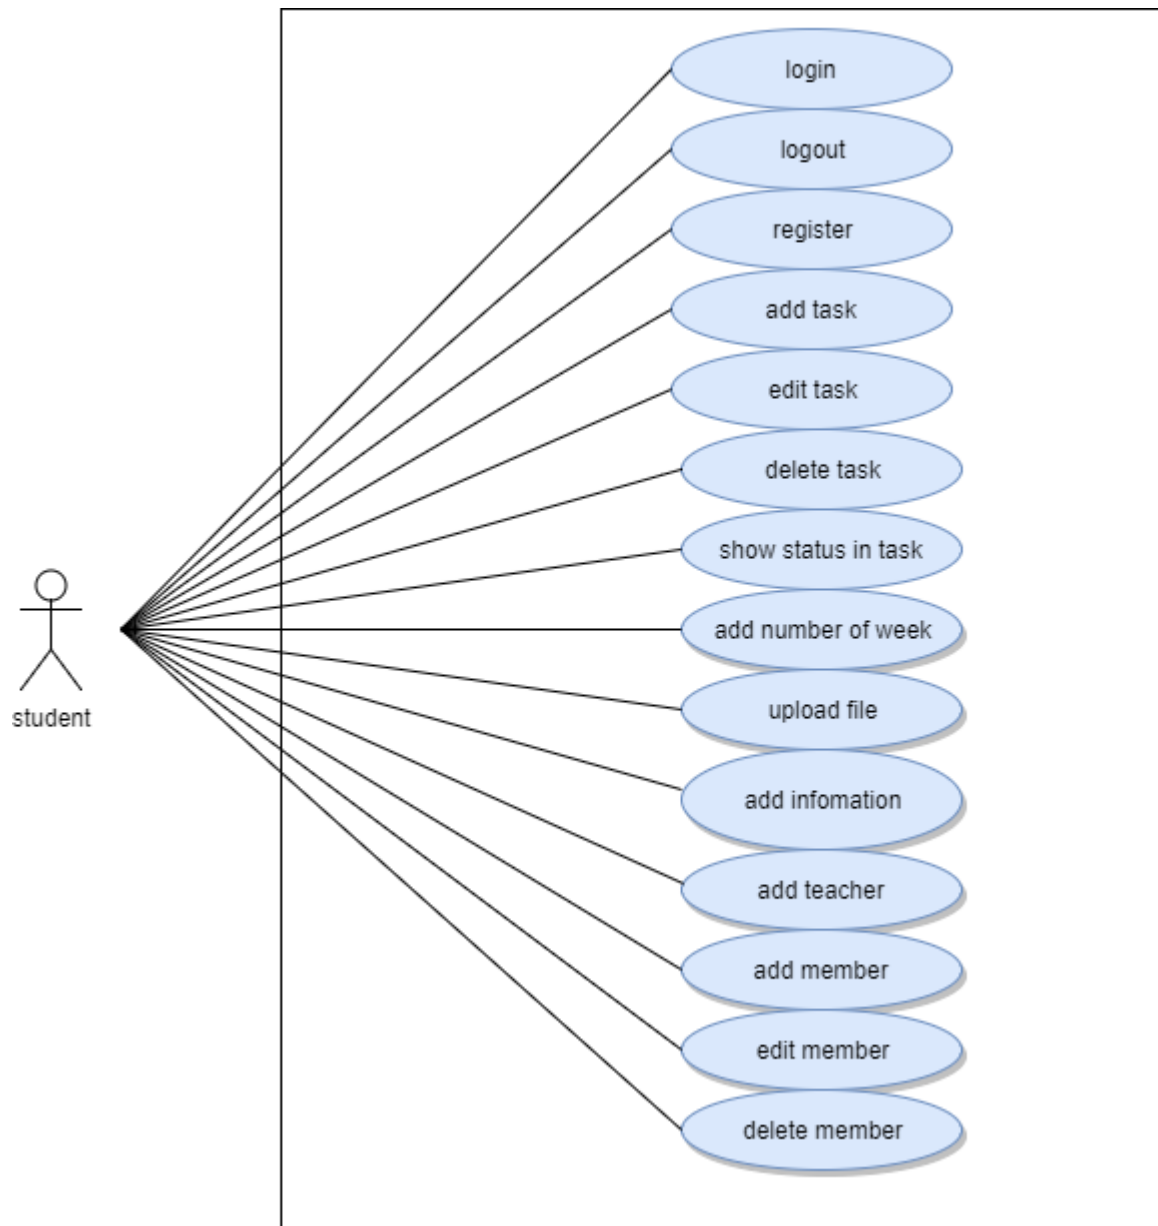 login
logout
register
add task
edit task
delete task
show status in task
add number of week
student
upload file
add infomation
add teacher
add member
edit member
delete member